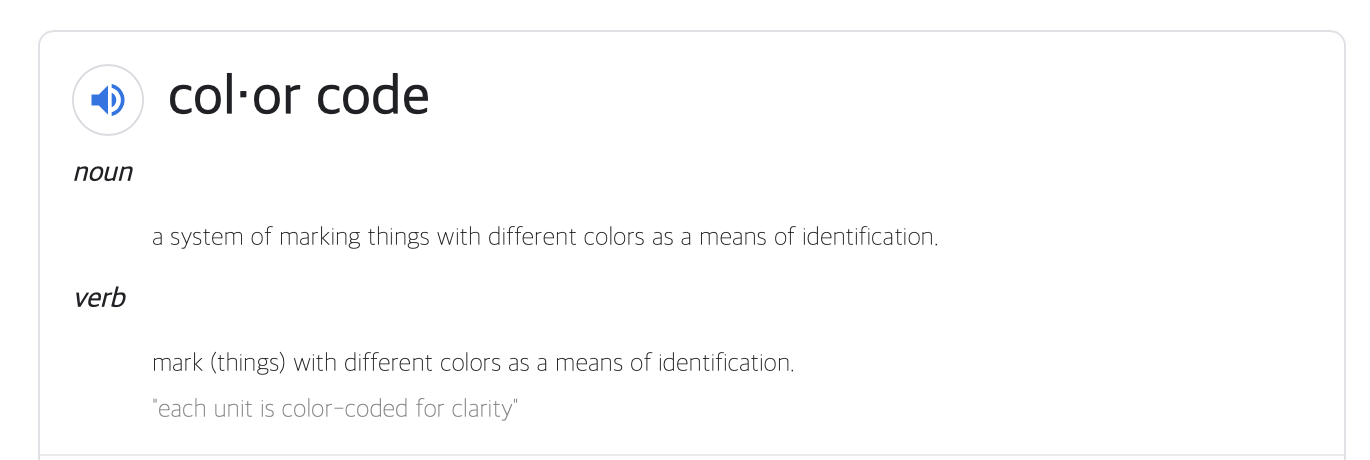 col·or code
noun
a system of marking things with different colors as a means of identification.
verb
mark (things) with different colors as a means of identification.
"each unit is color-coded for clarity"